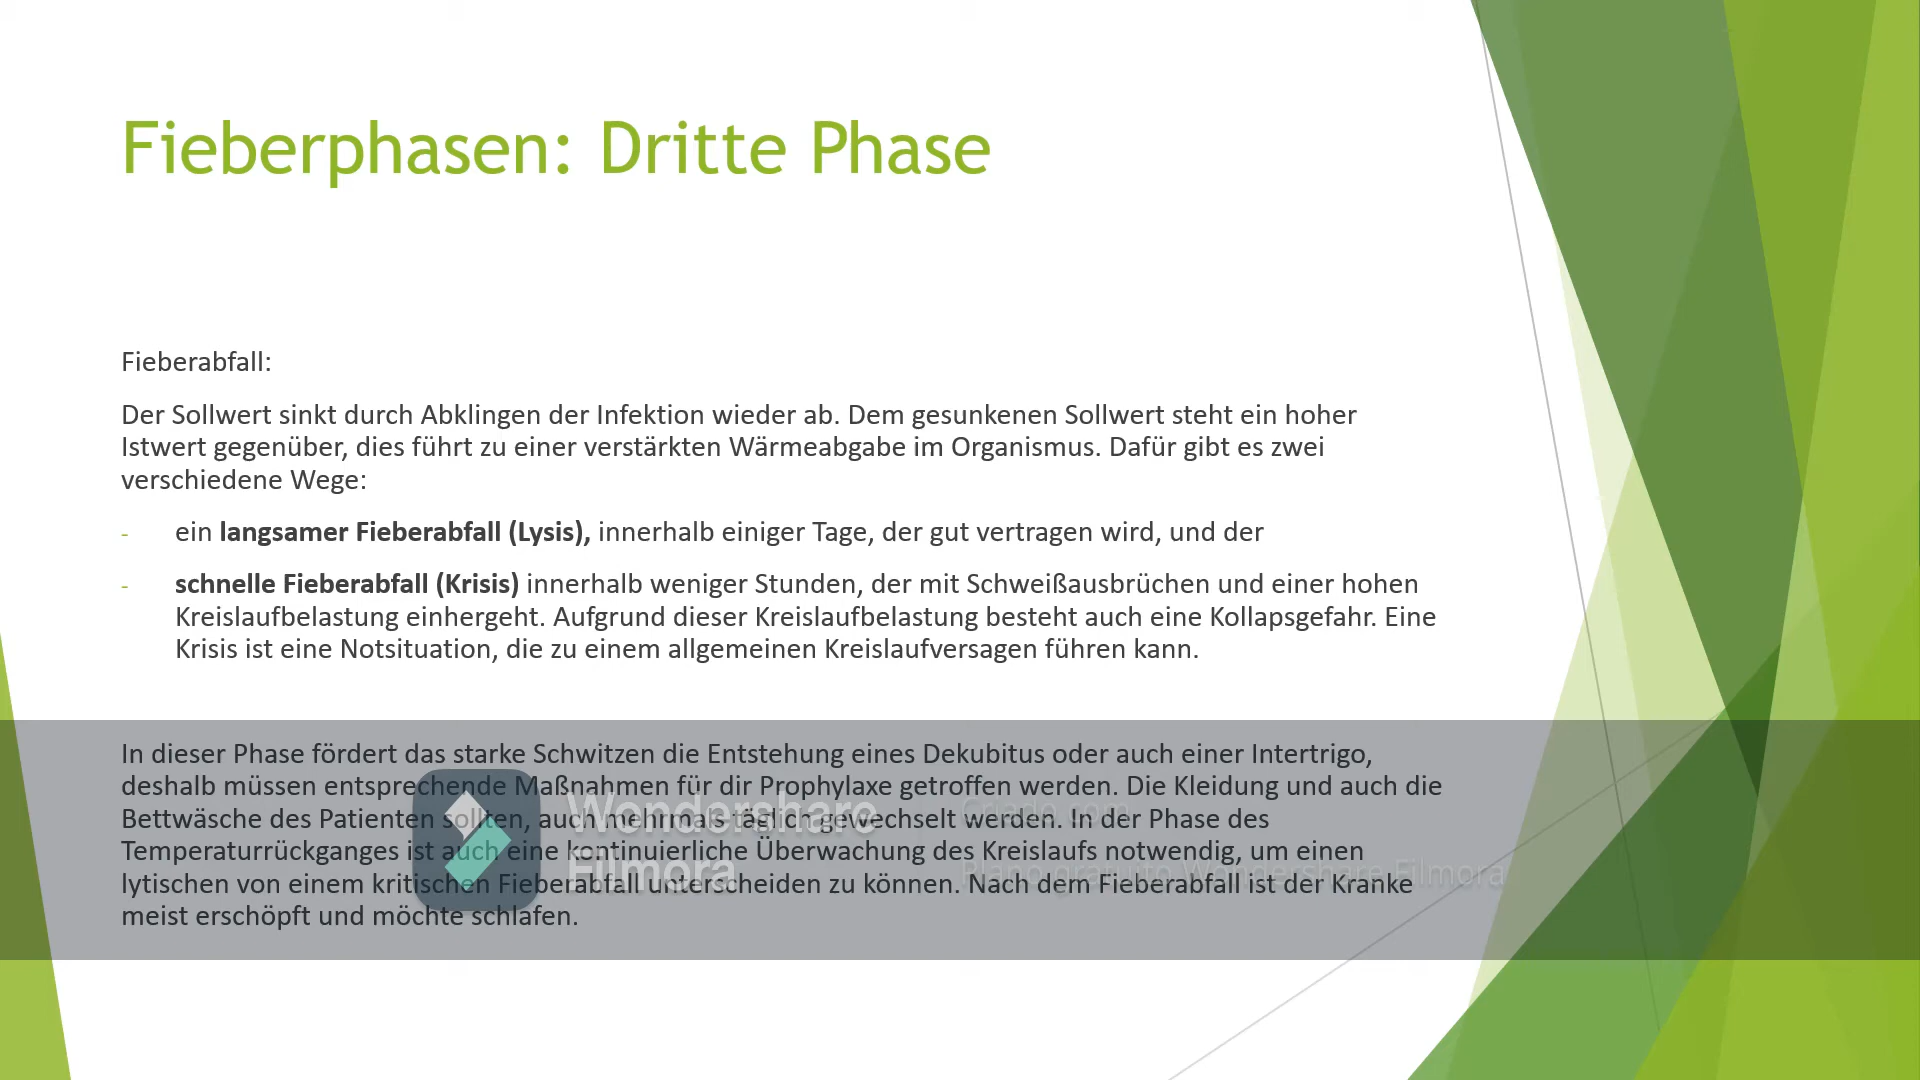 Fieberphasen: Dritte Phase
Fieberabfall:
Der Sollwert sinkt durch Abklingen der Infektion wieder ab. Dem gesunkenen Sollwert steht ein hoher
Istwert gegenüber, dies führt zu einer verstärkten Wärmeabgabe im Organismus. Dafür gibt es zwei
verschiedene Wege:
- ein langsamer Fieberabfall (Lysis), innerhalb einiger Tage, der gut vertragen wird, und der
- schnelle Fieberabfall (Krisis) innerhalb weniger Stunden, der mit Schweißausbrüchen und einer hohen
Kreislaufbelastung einhergeht. Aufgrund dieser Kreislaufbelastung besteht auch eine Kollapsgefahr. Eine
Krisis ist eine Notsituation, die zu einem allgemeinen Kreislaufversagen führen kann.
In dieser Phase fördert das starke Schwitzen die Entstehung eines Dekubitus oder auch einer Intertrigo,
deshalb müssen entsprechende Maßnahmen für dir Prophylaxe getroffen werden. Die Kleidung und auch die
Bettwäsche des Patienten sollten, auch mehrmals täglich gewechselt werden. In der Phase des
Temperaturrückganges ist auch eine kontinuierliche Überwachung des Kreislaufs notwendig, um einen
lytischen von einem kritischen Fieberabfall unterscheiden zu können. Nach dem Fieberabfall ist der Kranke
meist erschöpft und möchte schlafen.
Wondershare
Filmora
Criado com
Plano gratuito Wondershare Filmora